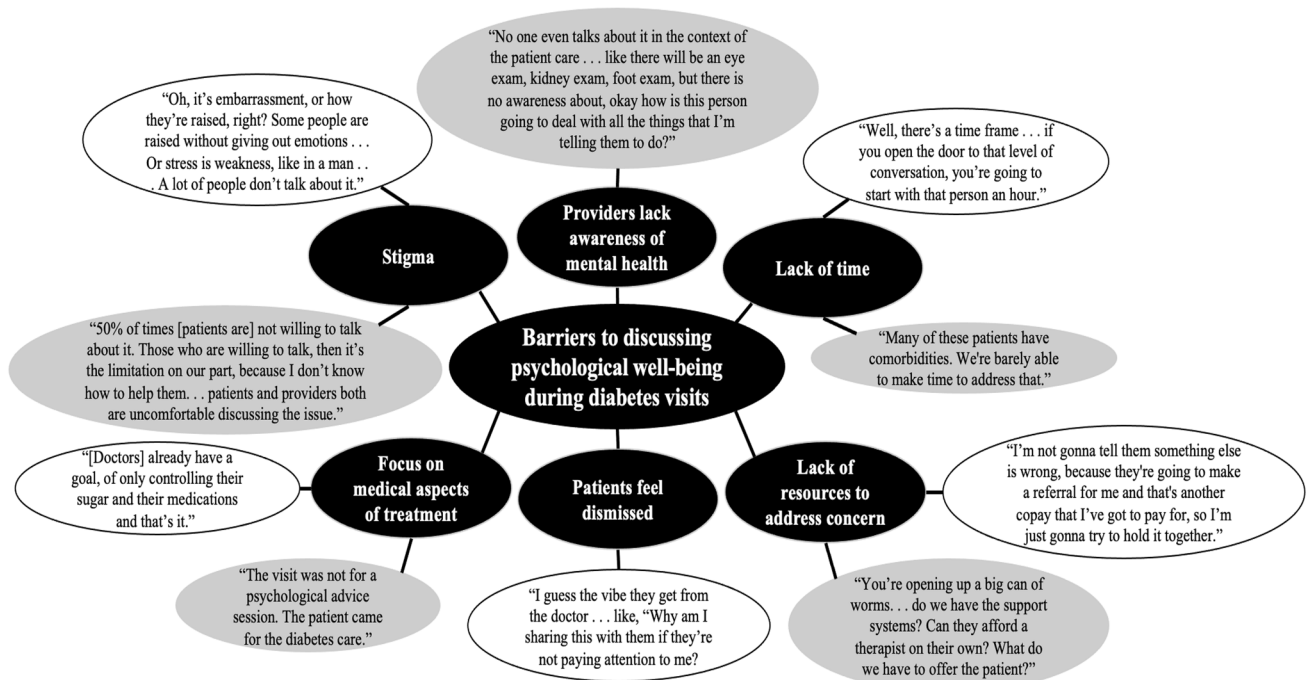 “No one even talks about it in the context of
the patient care . . . like there will be an eye
exam, kidney exam, foot exam, but there is
no awareness about, okay how is this person
going to deal with all the things that I’m
telling them to do?”
“Oh, it’s embarrassment, or how
they’re raised, right? Some people are
raised without giving out emotions . . .
Or stress is weakness, like in a man . .
. A lot of people don’t talk about it.”
“Well, there’s a time frame . . . if
you open the door to that level of
conversation, you’re going to
start with that person an hour.”
Stigma
Providers lack
awareness of
mental health
Lack of time
“50% of times [patients are] not willing to talk
about it. Those who are willing to talk, then it’s
the limitation on our part, because I don’t know
how to help them. . . patients and providers both
are uncomfortable discussing the issue.”
Barriers to discussing
psychological well-being
during diabetes visits
“Many of these patients have
comorbidities. We're barely able
to make time to address that.”
“[Doctors] already have a
goal, of only controlling their
sugar and their medications
and that’s it.”
Focus on
medical aspects
of treatment
Patients feel
dismissed
Lack of
resources to
address concern
“I’m not gonna tell them something else
is wrong, because they're going to make
a referral for me and that's another
copay that I’ve got to pay for, so I’m
just gonna try to hold it together.”
“The visit was not for a
psychological advice
session. The patient came
for the diabetes care.”
“I guess the vibe they get from
the doctor . . . like, “Why am I
sharing this with them if they’re
not paying attention to me?
“You’re opening up a big can of
worms. . . do we have the support
systems? Can they afford a
therapist on their own? What do
we have to offer the patient?”